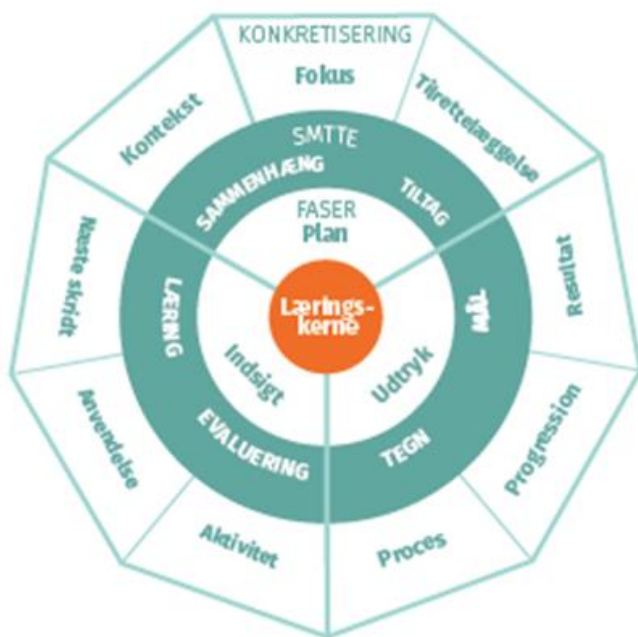 KONKRETISERING
Fokus
Tilrettelæggelse
Resultat
Progression
Proces
Aktivitet
Anvendelse
Næste skridt
Kontekst
SMTTE
SAMMENHÆNG
TILTAG
MÅL
TEGN
EVALUERING
LÆRING
FASER
Plan
Udtryk
Indsigt
Lærings-
kerne